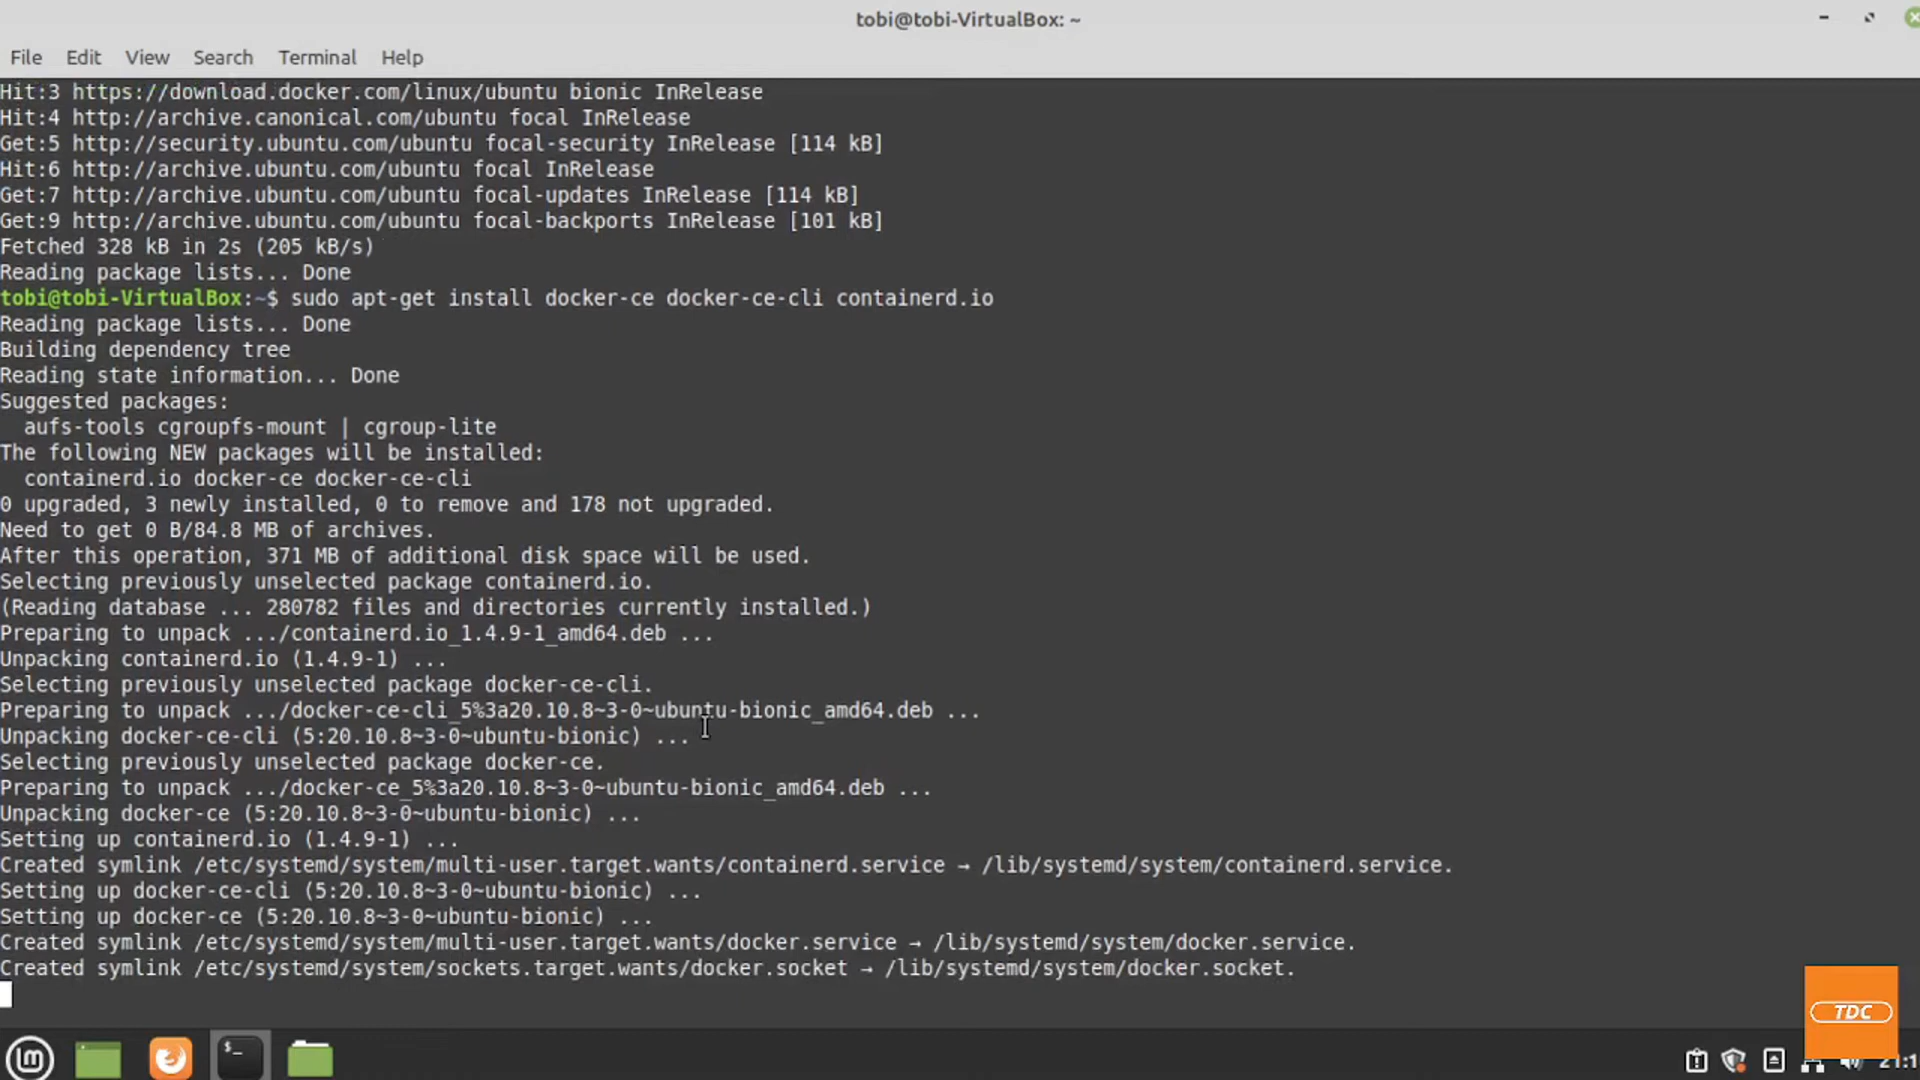 tobi@tobi-VirtualBox: ~
File Edit View Search Terminal Help
Hit:3 https://download.docker.com/linux/ubuntu bionic InRelease
Hit:4 http://archive.canonical.com/ubuntu focal InRelease
Get:5 http://security.ubuntu.com/ubuntu focal-security InRelease [114 kB]
Hit:6 http://archive.ubuntu.com/ubuntu focal InRelease
Get:7 http://archive.ubuntu.com/ubuntu focal-updates InRelease [114 kB]
Get:9 http://archive.ubuntu.com/ubuntu focal-backports InRelease [101 kB]
Fetched 328 kB in 2s (205 kB/s)
Reading package lists... Done
tobi@tobi-VirtualBox:~$ sudo apt-get install docker-ce docker-ce-cli containerd.io
Reading package lists... Done
Building dependency tree
Reading state information... Done
Suggested packages:
  aufs-tools cgroupfs-mount | cgroup-lite
The following NEW packages will be installed:
  containerd.io docker-ce docker-ce-cli
0 upgraded, 3 newly installed, 0 to remove and 178 not upgraded.
Need to get 0 B/84.8 MB of archives.
After this operation, 371 MB of additional disk space will be used.
Selecting previously unselected package containerd.io.
(Reading database ... 280782 files and directories currently installed.)
Preparing to unpack .../containerd.io_1.4.9-1_amd64.deb ...
Unpacking containerd.io (1.4.9-1) ...
Selecting previously unselected package docker-ce-cli.
Preparing to unpack .../docker-ce-cli_5%3a20.10.8~3-0~ubuntu-bionic_amd64.deb ...
Unpacking docker-ce-cli (5:20.10.8~3-0~ubuntu-bionic) ...
Selecting previously unselected package docker-ce.
Preparing to unpack .../docker-ce_5%3a20.10.8~3-0~ubuntu-bionic_amd64.deb ...
Unpacking docker-ce (5:20.10.8~3-0~ubuntu-bionic) ...
Setting up containerd.io (1.4.9-1) ...
Created symlink /etc/systemd/system/multi-user.target.wants/containerd.service → /lib/systemd/system/containerd.service.
Setting up docker-ce-cli (5:20.10.8~3-0~ubuntu-bionic) ...
Setting up docker-ce (5:20.10.8~3-0~ubuntu-bionic) ...
Created symlink /etc/systemd/system/multi-user.target.wants/docker.service → /lib/systemd/system/docker.service.
Created symlink /etc/systemd/system/sockets.target.wants/docker.socket → /lib/systemd/system/docker.socket.
TDC